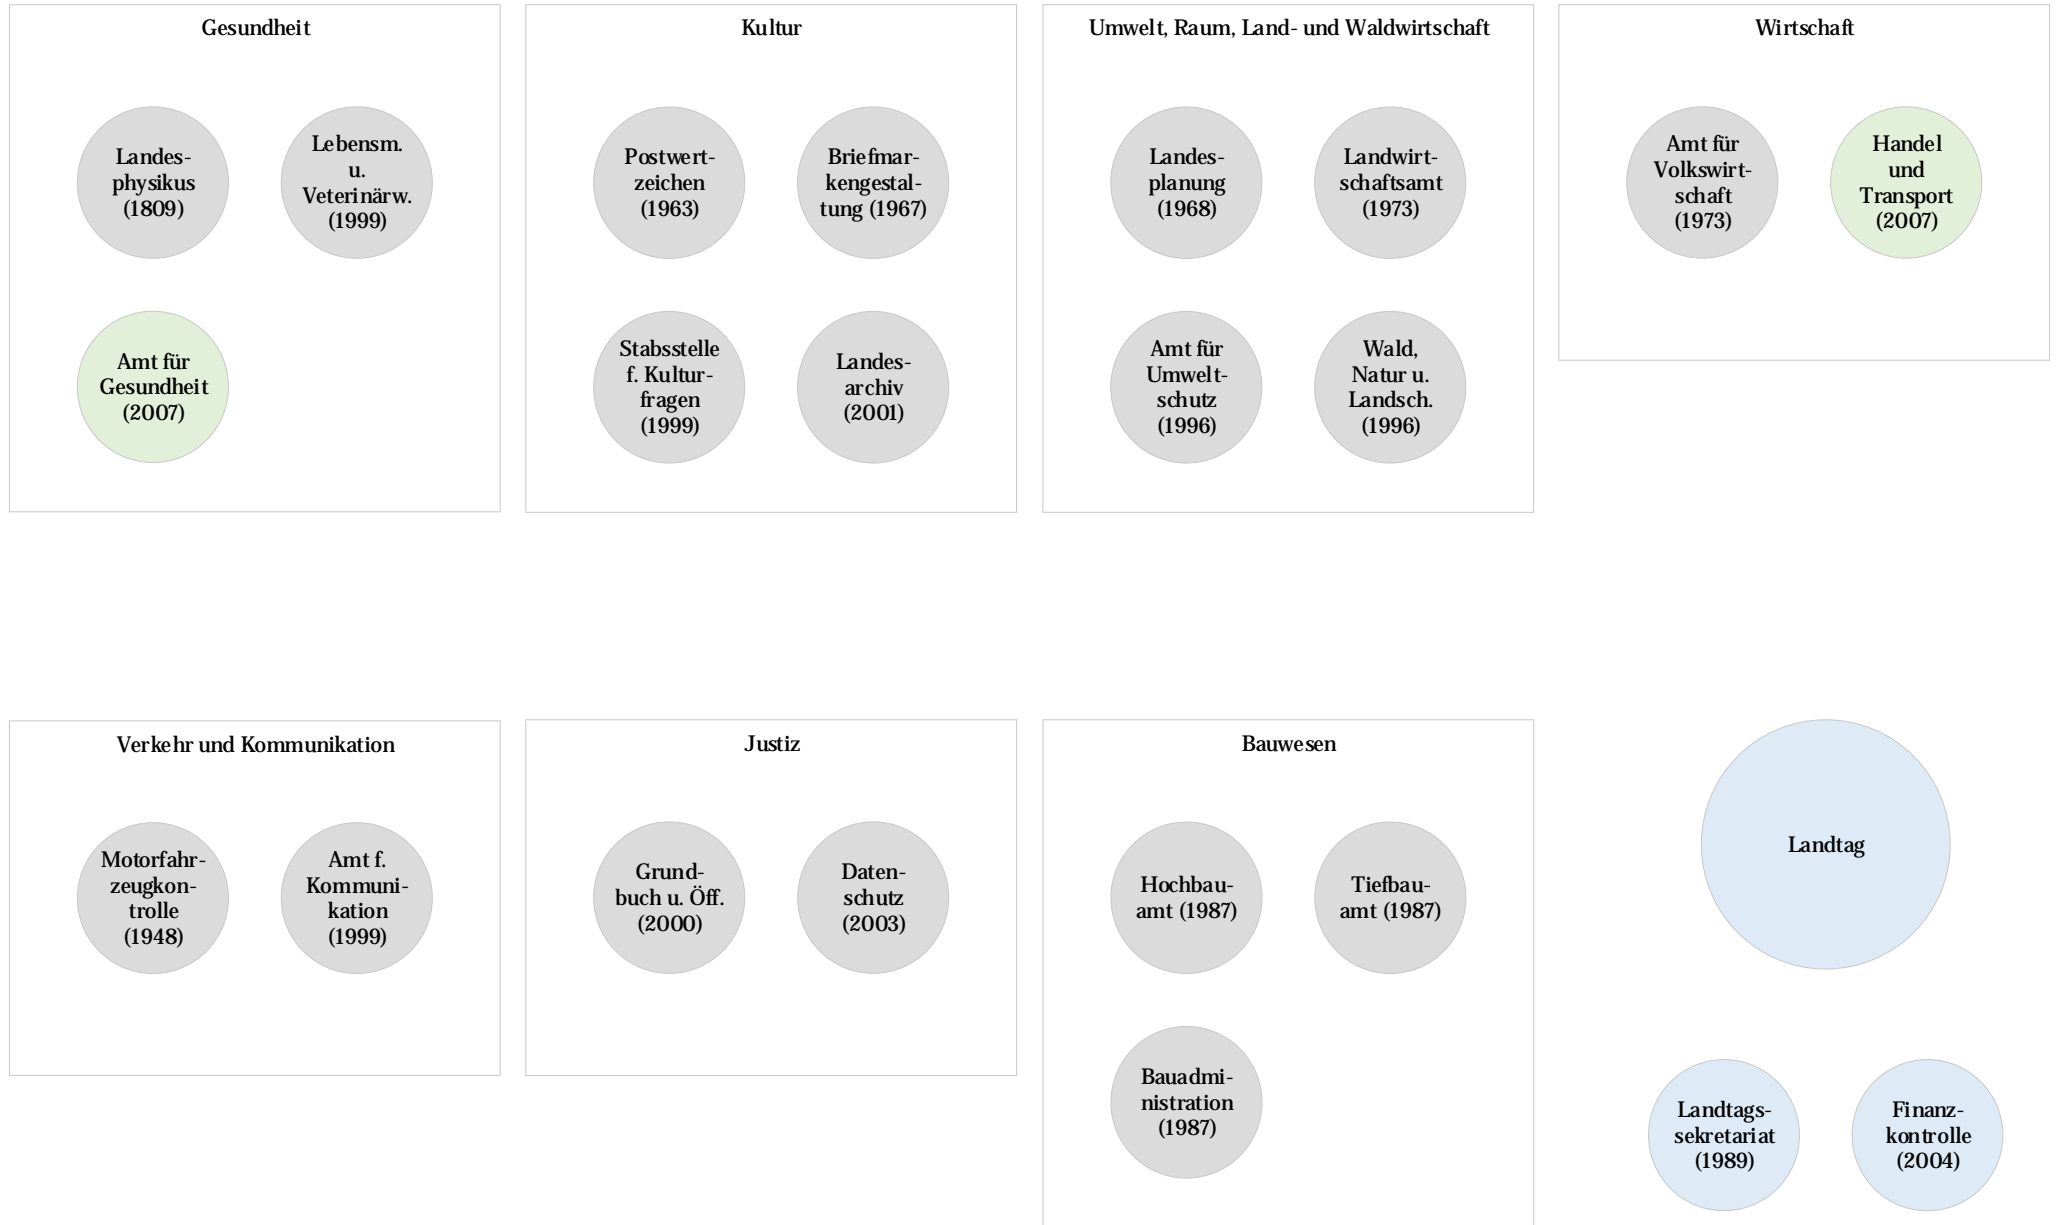 Gesundheit
Landes-
physikus
(1809)
Lebensm.
u.
Veterinärw.
(1999)
Amt für
Gesundheit
(2007)
Kultur
Postwert-
zeichen
(1963)
Briefmar-
kengestal-
tung (1967)
Stabsstelle
f. Kultur-
fragen
(1999)
Landes-
archiv
(2001)
Umwelt, Raum, Land- und Waldwirtschaft
Landes-
planung
(1968)
Landwirt-
schaftsamt
(1973)
Amt für
Umwelt-
schutz
(1996)
Wald,
Natur u.
Landsch.
(1996)
Wirtschaft
Amt für
Volkswirt-
schaft
(1973)
Handel
und
Transport
(2007)
Verkehr und Kommunikation
Motorfahr-
zeugkon-
trolle
(1948)
Amt f.
Kommuni-
kation
(1999)
Justiz
Grund-
buch u. Öff.
(2000)
Daten-
schutz
(2003)
Bauwesen
Hochbau-
amt (1987)
Tiefbau-
amt (1987)
Bauadmi-
nistration
(1987)
Landtag
Landtags-
sekretariat
(1989)
Finanz-
kontrolle
(2004)